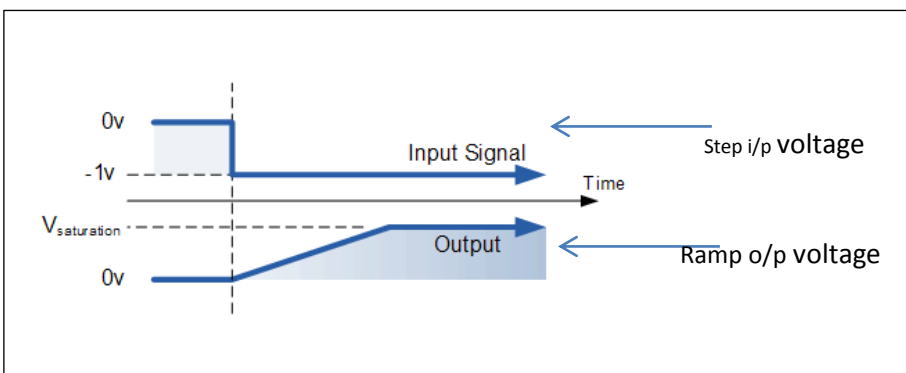 0v
Step i/p voltage
Input Signal
-1v
Time
Vsaturation
Output
Ramp o/p voltage
0v